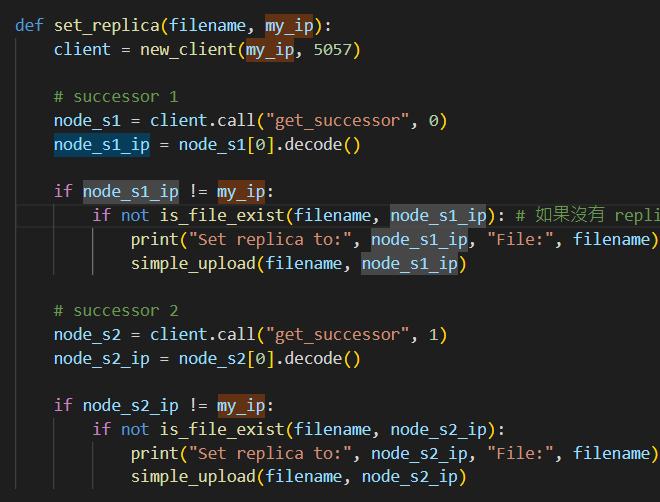 def set_replica(filename, my_ip):
    client = new_client(my_ip, 5057)

    # successor 1
    node_s1 = client.call("get_successor", 0)
    node_s1_ip = node_s1[0].decode()

    if node_s1_ip != my_ip:
        if not is_file_exist(filename, node_s1_ip): # 如果沒有 repli
            print("Set replica to:", node_s1_ip, "File:", filename)
            simple_upload(filename, node_s1_ip)

    # successor 2
    node_s2 = client.call("get_successor", 1)
    node_s2_ip = node_s2[0].decode()

    if node_s2_ip != my_ip:
        if not is_file_exist(filename, node_s2_ip):
            print("Set replica to:", node_s2_ip, "File:", filename)
            simple_upload(filename, node_s2_ip)